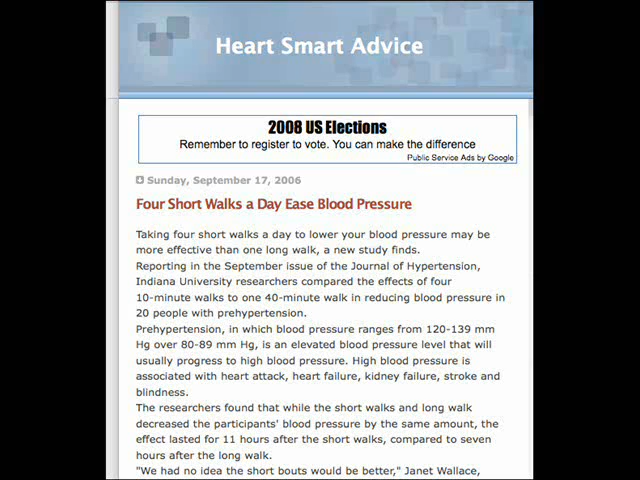 Heart Smart Advice
2008 US Elections
Remember to register to vote. You can make the difference
Public Service Ads by Google
Sunday, September 17, 2006
Four Short Walks a Day Ease Blood Pressure
Taking four short walks a day to lower your blood pressure may be
more effective than one long walk, a new study finds.
Reporting in the September issue of the Journal of Hypertension,
Indiana University researchers compared the effects of four
10-minute walks to one 40-minute walk in reducing blood pressure in
20 people with prehypertension.
Prehypertension, in which blood pressure ranges from 120-139 mm
Hg over 80-89 mm Hg, is an elevated blood pressure level that will
usually progress to high blood pressure. High blood pressure is
associated with heart attack, heart failure, kidney failure, stroke and
blindness.
The researchers found that while the short walks and long walk
decreased the participants' blood pressure by the same amount, the
effect lasted for 11 hours after the short walks, compared to seven
hours after the long walk.
"We had no idea the short bouts would be better," Janet Wallace,